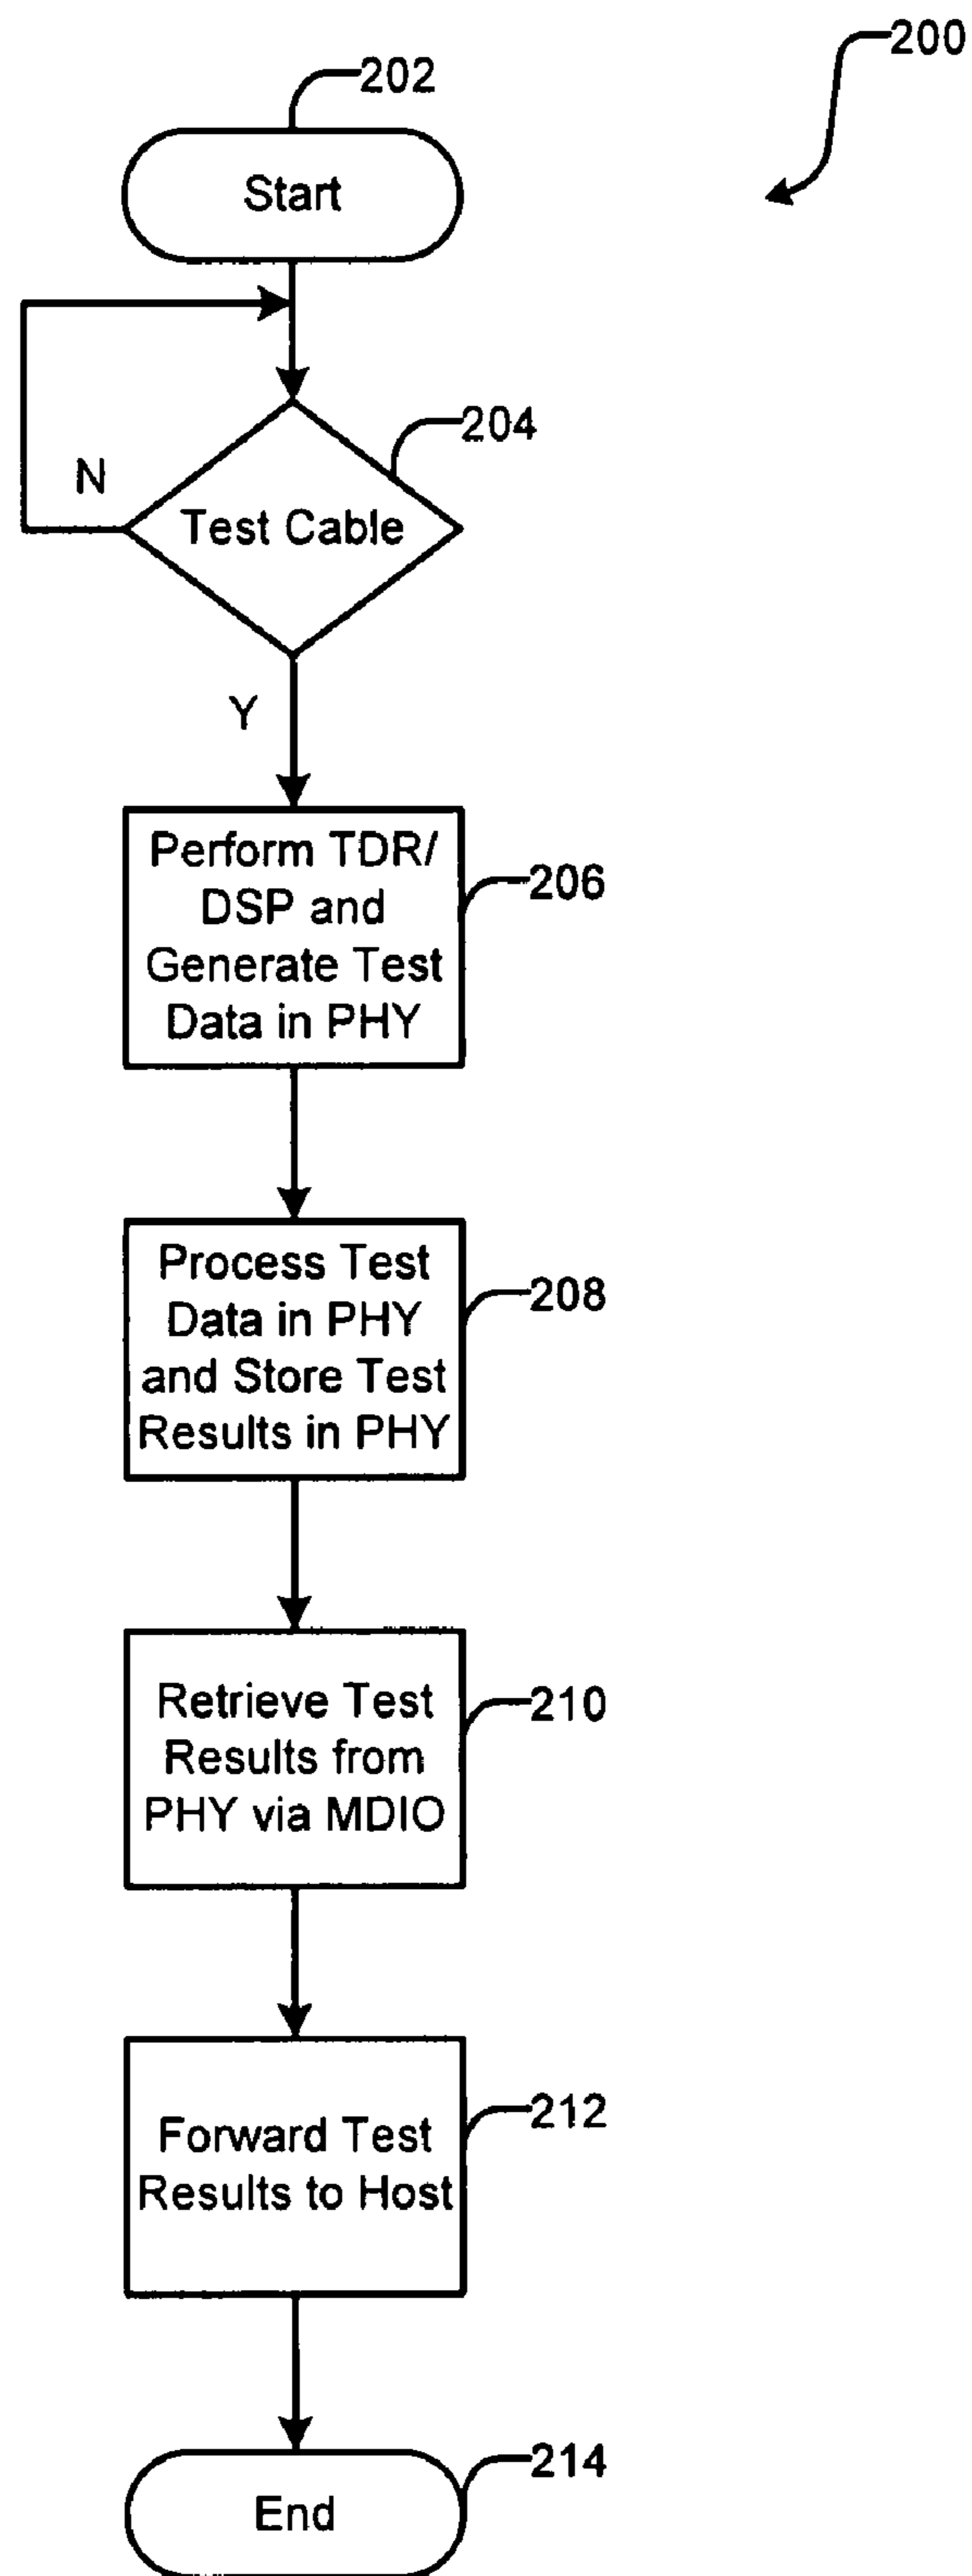 200
202
Start
204
N
Test Cable
Y
Perform TDR/
DSP and
Generate Test
Data in PHY
206
Process Test
Data in PHY
and Store Test
Results in PHY
208
Retrieve Test
Results from
PHY via MDIO
210
Forward Test
Results to Host
212
End
214